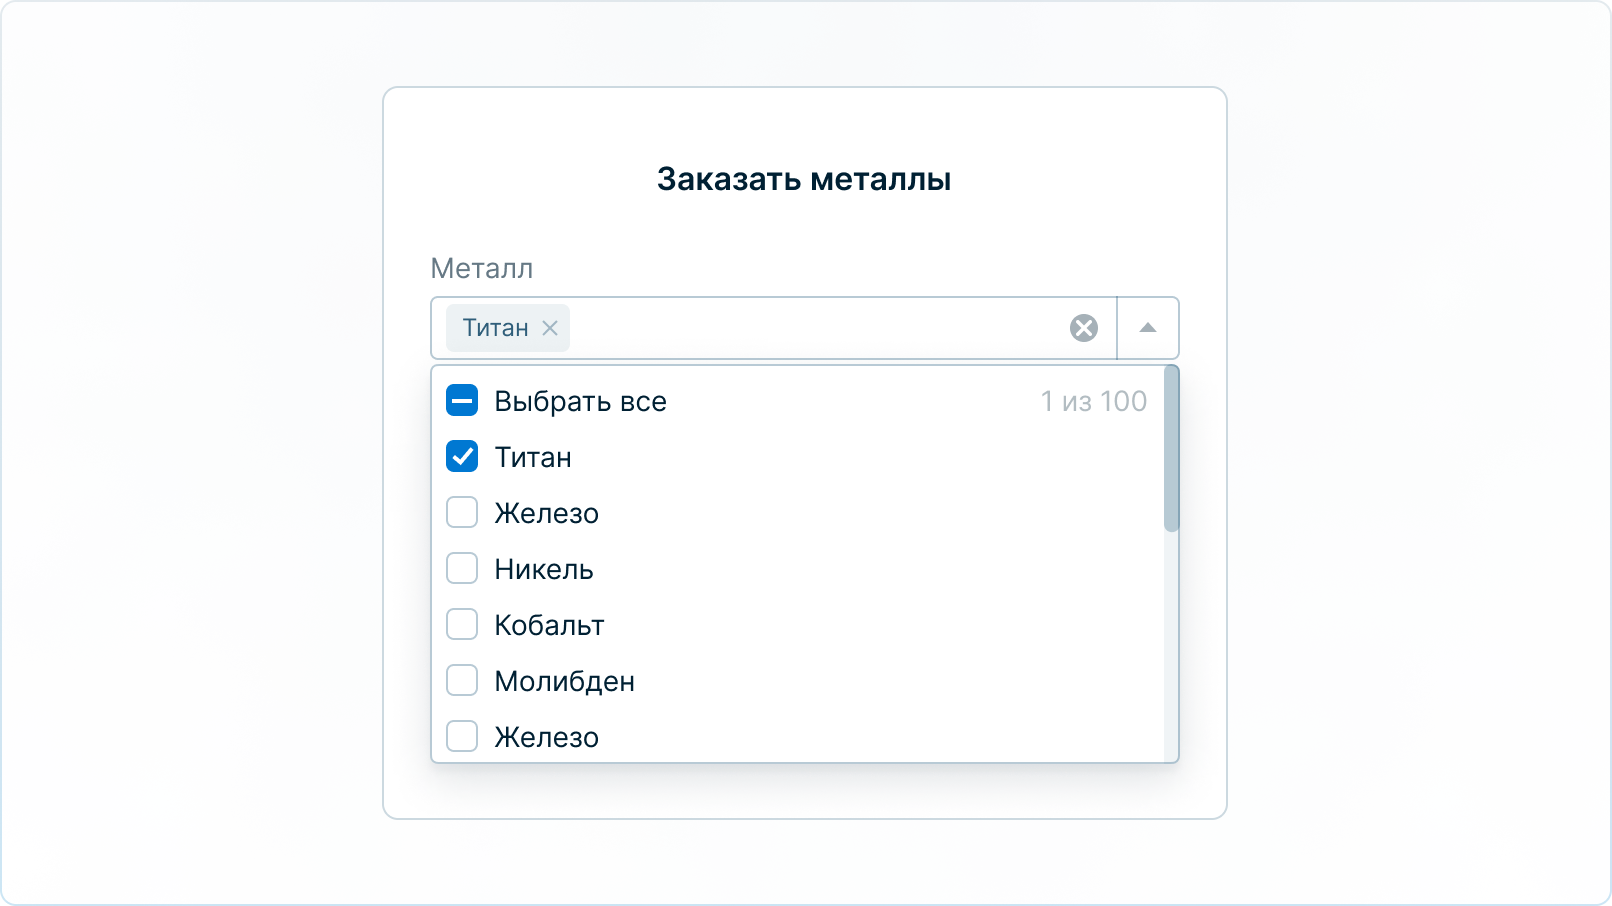 Заказать металлы
Металл
Титан
Выбрать все 1 из 100
Титан
Железо
Никель
Кобальт
Молибден
Железо